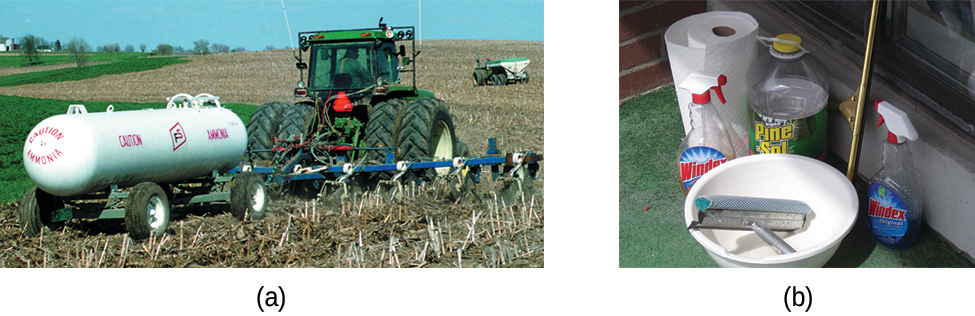 CAUTION
AMMONIA
CAUTION
AMMONIA
WINDEX
Pine
Sol
Windex
Original
(a)
(b)